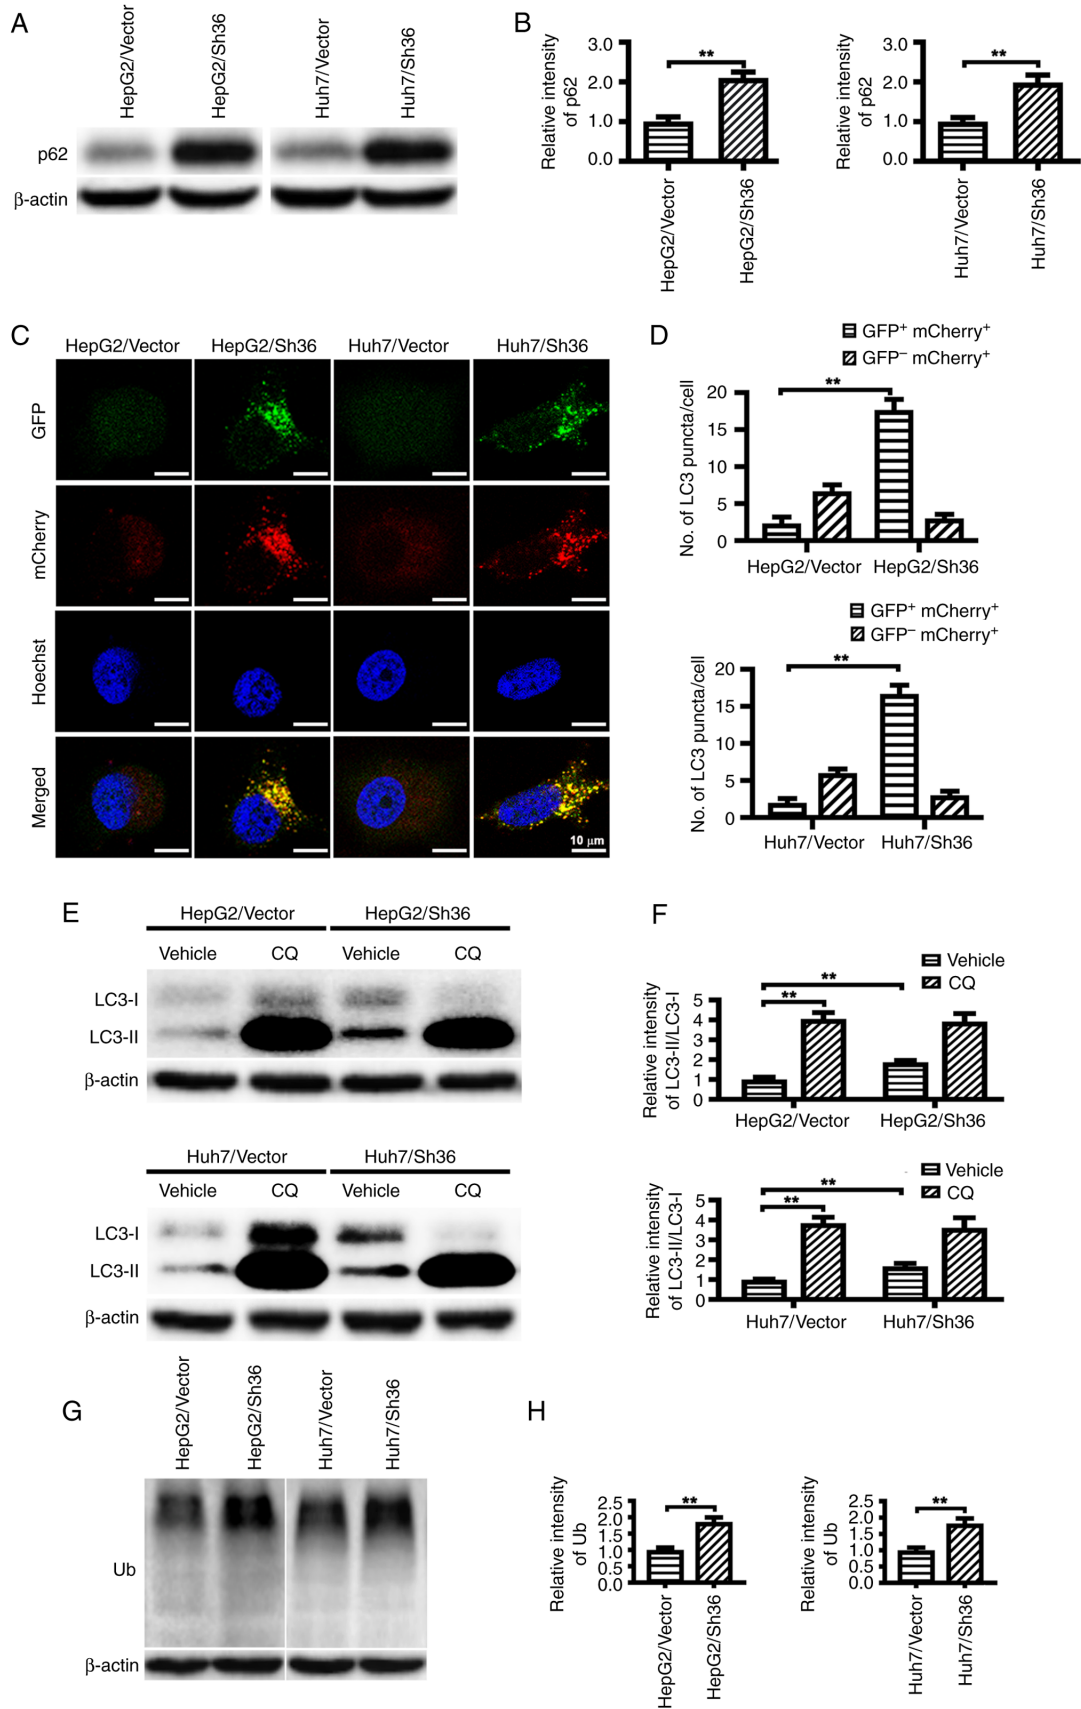 A
HepG2/Vector
HepG2/Sh36
Huh7/Vector
Huh7/Sh36
p62
β-actin
B
Relative intensity
of p62
3.0
2.0
1.0
0.0
**
HepG2/Vector
HepG2/Sh36
Relative intensity
of p62
3.0
2.0
1.0
0.0
**
Huh7/Vector
Huh7/Sh36
C
HepG2/Vector HepG2/Sh36 Huh7/Vector Huh7/Sh36
GFP
mCherry
Hoechst
Merged
10 μm
D
GFP⁺ mCherry⁺
GFP⁻ mCherry⁺
No. of LC3 puncta/cell
20
15
10
5
0
**
HepG2/Vector HepG2/Sh36
GFP⁺ mCherry⁺
GFP⁻ mCherry⁺
No. of LC3 puncta/cell
20
15
10
5
0
**
Huh7/Vector Huh7/Sh36
E
HepG2/Vector HepG2/Sh36
Vehicle CQ Vehicle CQ
LC3-I
LC3-II
β-actin
Huh7/Vector Huh7/Sh36
Vehicle CQ Vehicle CQ
LC3-I
LC3-II
β-actin
F
Vehicle
CQ
Relative intensity
of LC3-II/LC3-I
5
4
3
2
1
0
**
**
HepG2/Vector HepG2/Sh36
Vehicle
CQ
Relative intensity
of LC3-II/LC3-I
5
4
3
2
1
0
**
**
Huh7/Vector Huh7/Sh36
G
HepG2/Vector
HepG2/Sh36
Huh7/Vector
Huh7/Sh36
Ub
β-actin
H
Relative intensity
of Ub
2.5
2.0
1.5
1.0
0.5
0.0
**
HepG2/Vector
HepG2/Sh36
Relative intensity
of Ub
2.5
2.0
1.5
1.0
0.5
0.0
**
Huh7/Vector
Huh7/Sh36